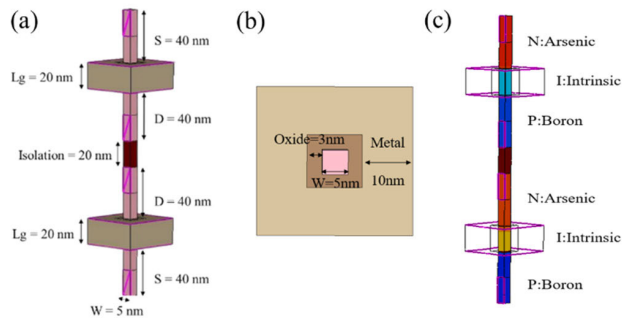 (a)
S = 40 nm
Lg = 20 nm
D = 40 nm
Isolation = 20 nm
D = 40 nm
Lg = 20 nm
S = 40 nm
W = 5 nm
(b)
Oxide=3nm
Metal
W=5nm
10nm
(c)
N:Arsenic
I:Intrinsic
P:Boron
N:Arsenic
I:Intrinsic
P:Boron